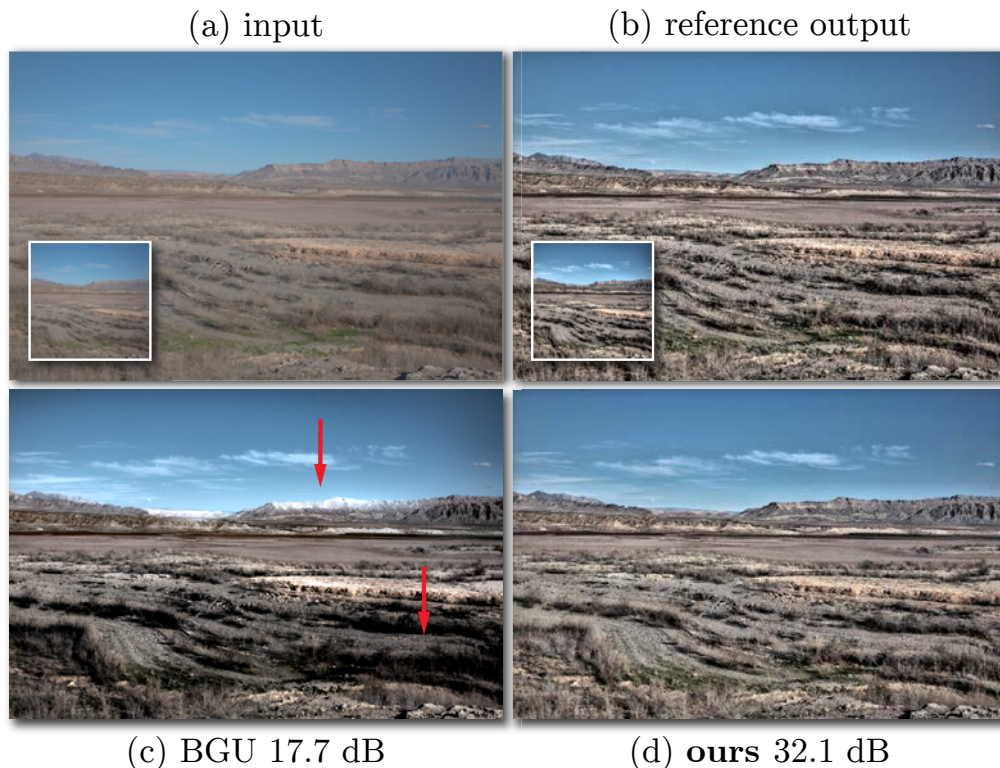 (a) input
(b) reference output
(c) BGU 17.7 dB
(d) ours 32.1 dB